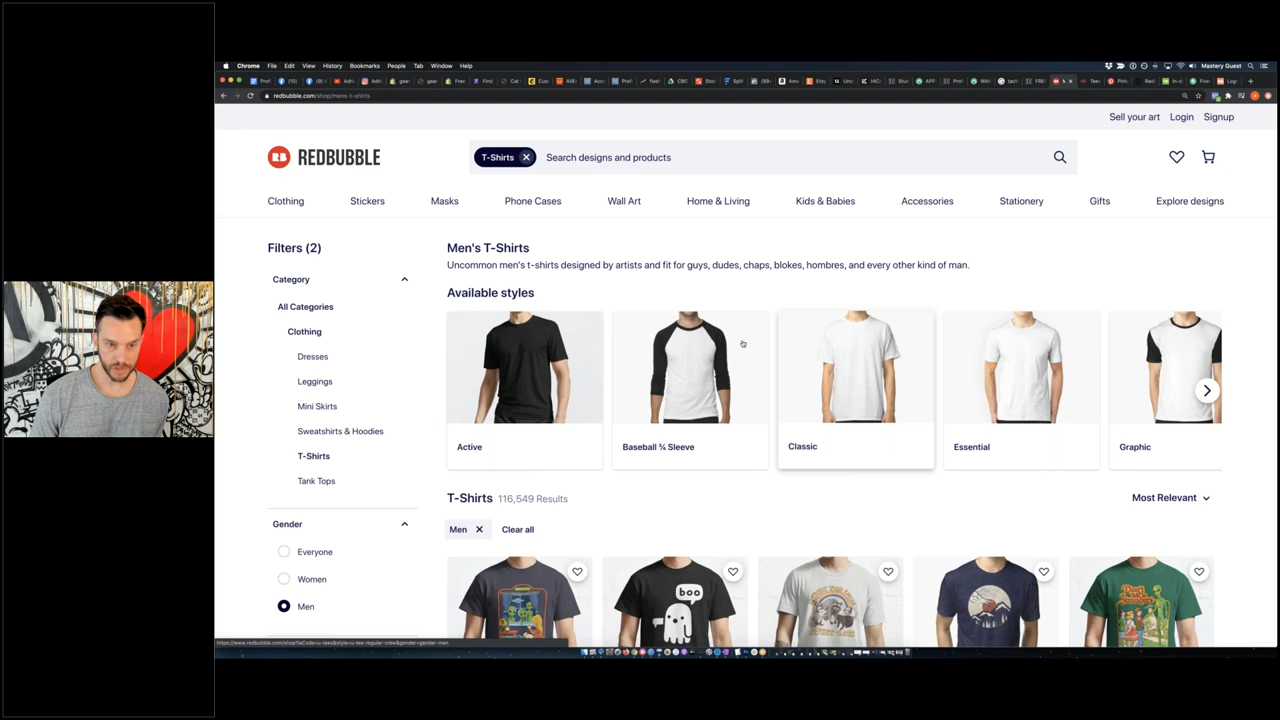 Chrome File Edit View History Bookmarks People Tab Window Help
Mastery Guest
redbubble.com/shop/mens-t-shirts
Sell your art Login Signup
RB REDBUBBLE
T-Shirts Search designs and products
Clothing Stickers Masks Phone Cases Wall Art Home & Living Kids & Babies Accessories Stationery Gifts Explore designs
Filters (2)
Category
All Categories
Clothing
Dresses
Leggings
Mini Skirts
Sweatshirts & Hoodies
T-Shirts
Tank Tops
Gender
Everyone
Women
Men
Men's T-Shirts
Uncommon men's t-shirts designed by artists and fit for guys, dudes, chaps, blokes, hombres, and every other kind of man.
Available styles
Active Baseball ¾ Sleeve Classic Essential Graphic
T-Shirts 116,549 Results Most Relevant
Men Clear all
boo